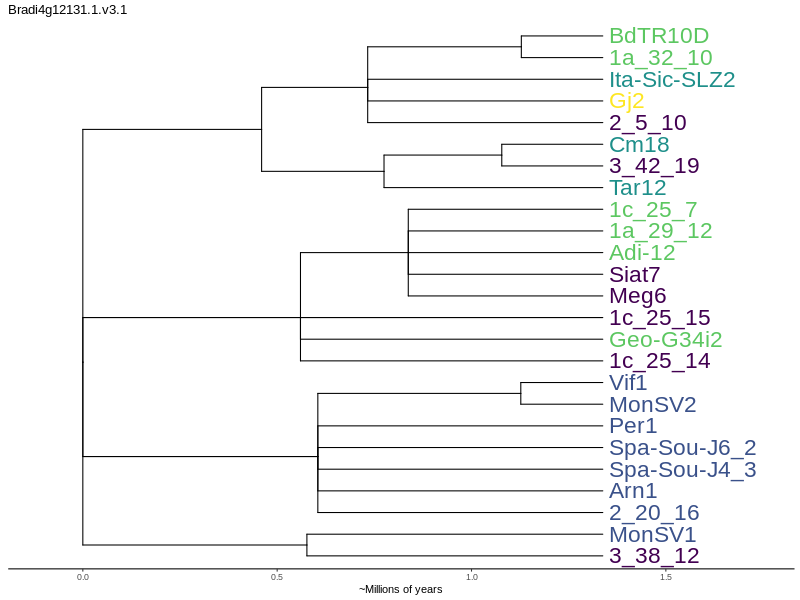 Bradi4g12131.1.v3.1
BdTR10D
1a_32_10
Ita-Sic-SLZ2
Gj2
2_5_10
Cm18
3_42_19
Tar12
1c_25_7
1a_29_12
Adi-12
Siat7
Meg6
1c_25_15
Geo-G34i2
1c_25_14
Vif1
MonSV2
Per1
Spa-Sou-J6_2
Spa-Sou-J4_3
Arn1
2_20_16
MonSV1
3_38_12
0.0 0.5 1.0 1.5
~Millions of years